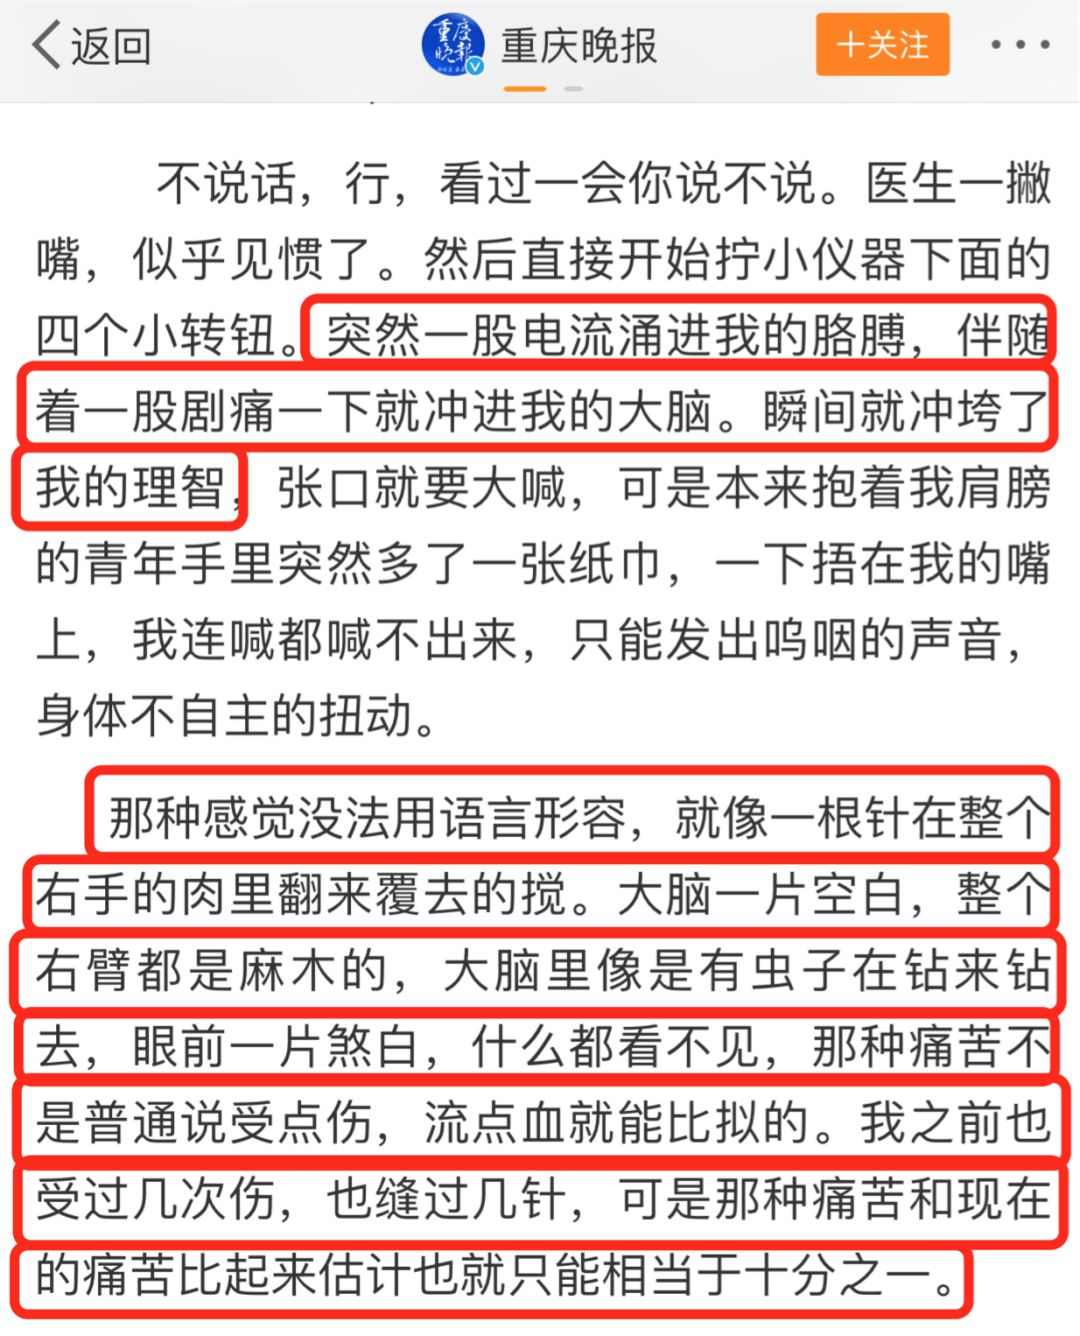 返回
重庆晚报
重庆晚报
+关注
不说话，行，看过一会你说不说。医生一撇
嘴，似乎见惯了。然后直接开始拧小仪器下面的
四个小转钮。突然一股电流涌进我的胳膊，伴随
着一股剧痛一下就冲进我的大脑。瞬间就冲垮了
我的理智，张口就要大喊，可是本来抱着我肩膀
的青年手里突然多了一张纸巾，一下捂在我的嘴
上，我连喊都喊不出来，只能发出呜咽的声音，
身体不自主的扭动。
那种感觉没法用语言形容，就像一根针在整个
右手的肉里翻来覆去的搅。大脑一片空白，整个
右臂都是麻木的，大脑里像是有虫子在钻来钻
去，眼前一片煞白，什么都看不见，那种痛苦不
是普通说受点伤，流点血就能比拟的。我之前也
受过几次伤，也缝过几针，可是那种痛苦和现在
的痛苦比起来估计也就只能相当于十分之一。